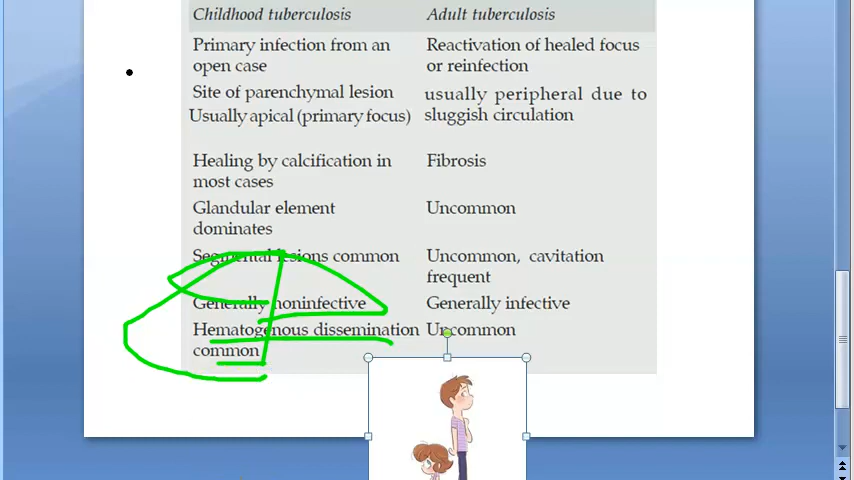 Childhood tuberculosis Adult tuberculosis
Primary infection from an Reactivation of healed focus
open case or reinfection
Site of parenchymal lesion usually peripheral due to
Usually apical (primary focus) sluggish circulation
Healing by calcification in Fibrosis
most cases
Glandular element Uncommon
dominates
Segmental lesions common Uncommon, cavitation
frequent
Generally noninfective Generally infective
Hematogenous dissemination Uncommon
common